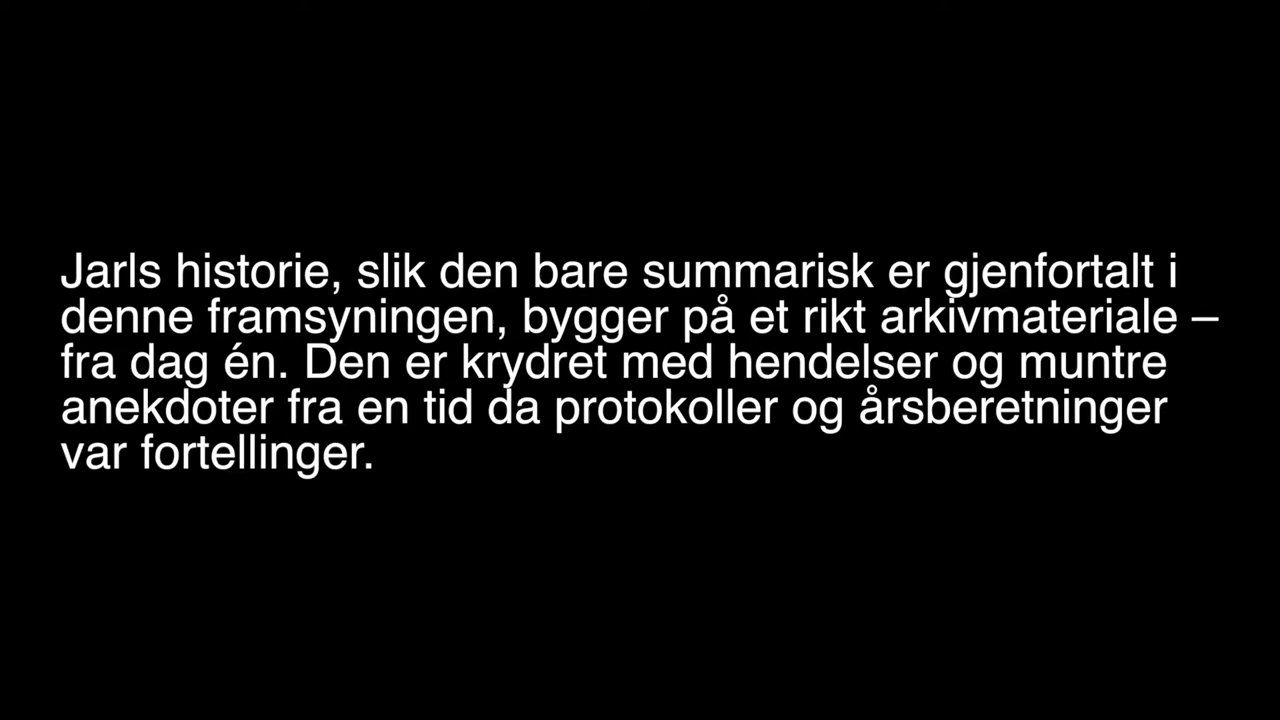 Jarls historie, slik den bare summarisk er gjenfortalt i
denne framsyningen, bygger på et rikt arkivmateriale –
fra dag én. Den er krydret med hendelser og muntre
anekdoter fra en tid da protokoller og årsberetninger
var fortellinger.